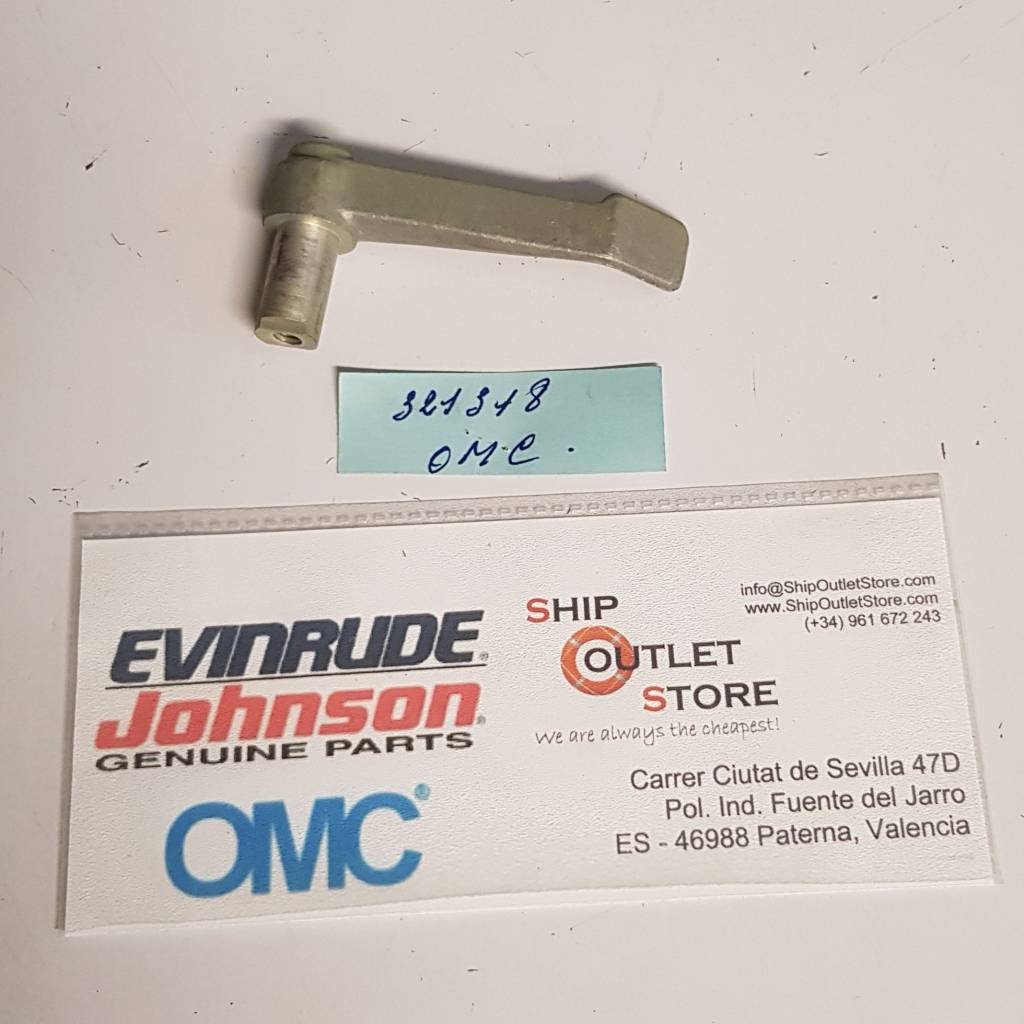 321318
OMC.
EVINRUDE®
Johnson®
GENUINE PARTS
OMC®
SHIP
OUTLET
STORE
We are always the cheapest!
info@ShipOutletStore.com
www.ShipOutletStore.com
(+34) 961 672 243
Carrer Ciutat de Sevilla 47D
Pol. Ind. Fuente del Jarro
ES - 46988 Paterna, Valencia